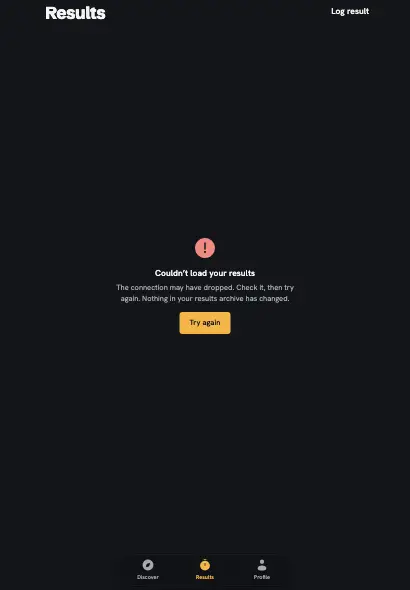 Results
Log result
Couldn't load your results
The connection may have dropped. Check it, then try
again. Nothing in your results archive has changed.
Try again
Discover
Results
Profile